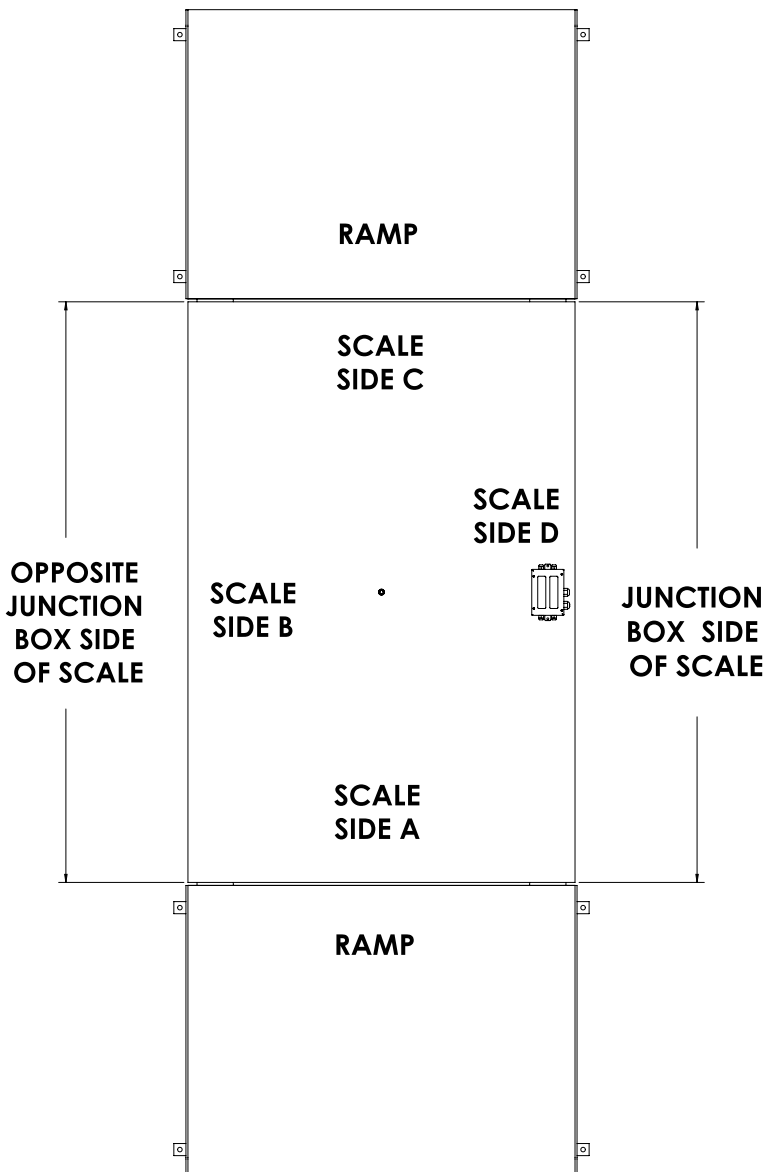 RAMP
SCALE
SIDE C
SCALE
SIDE D
OPPOSITE
JUNCTION
BOX SIDE
OF SCALE
SCALE
SIDE B
JUNCTION
BOX SIDE
OF SCALE
SCALE
SIDE A
RAMP